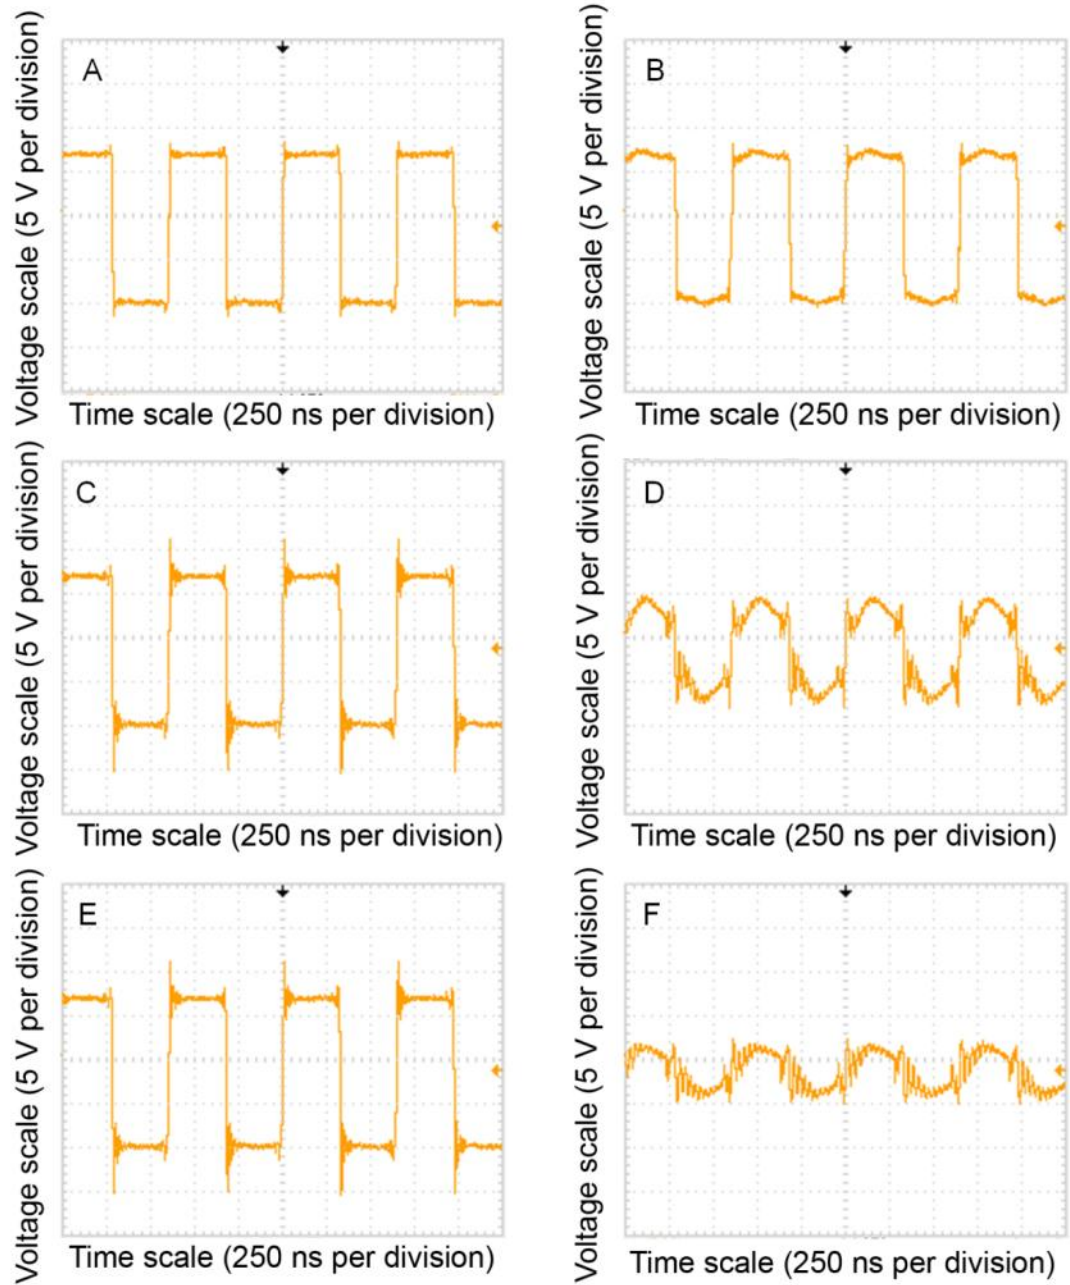 A
Voltage scale (5 V per division)
Time scale (250 ns per division)
B
Voltage scale (5 V per division)
Time scale (250 ns per division)
C
Voltage scale (5 V per division)
Time scale (250 ns per division)
D
Voltage scale (5 V per division)
Time scale (250 ns per division)
E
Voltage scale (5 V per division)
Time scale (250 ns per division)
F
Voltage scale (5 V per division)
Time scale (250 ns per division)